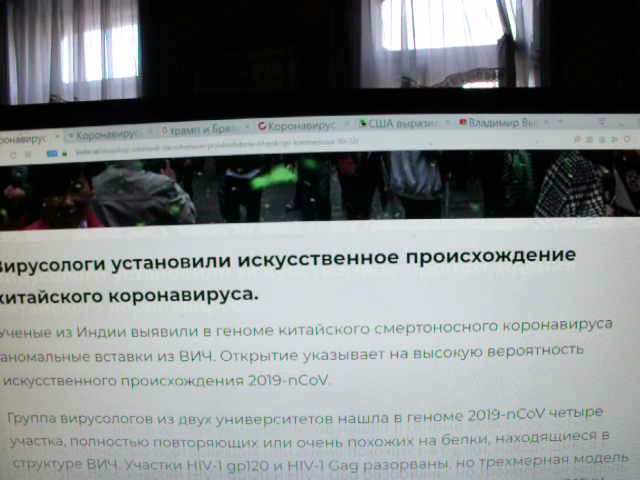 Коронавирус
трамп и Браз
Коронавирус
США вырази
Владимир Вы
Вирусологи установили искусственное происхождение
китайского коронавируса.
Ученые из Индии выявили в геноме китайского смертоносного коронавируса
аномальные вставки из ВИЧ. Открытие указывает на высокую вероятность
искусственного происхождения 2019-nCoV.
Группа вирусологов из двух университетов нашла в геноме 2019-nCoV четыре
участка, полностью повторяющих или очень похожих на белки, находящиеся в
структуре ВИЧ. Участки HIV-1 gp120 и HIV-1 Gag разорваны, но трехмерная модель